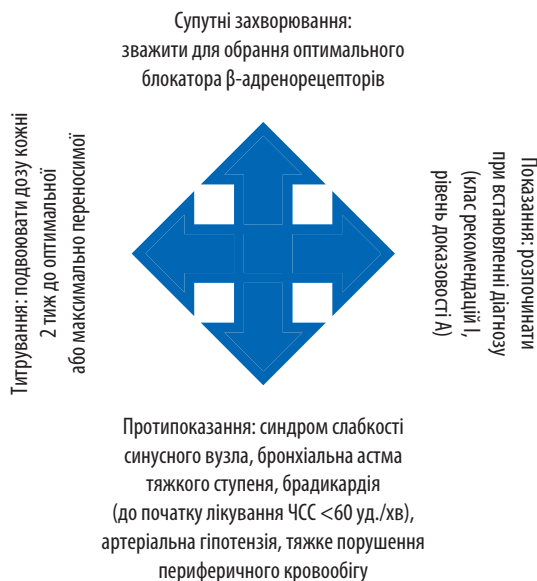 Супутні захворювання:
зважити для обрання оптимального
блокатора β-адренорецепторів
Титрування: подвоювати дозу кожні
2 тиж до оптимальної
або максимально переносимої
Показання: розпочинати
при встановленні діагнозу
(клас рекомендацій I,
рівень доказовості А)
Протипоказання: синдром слабкості
синусного вузла, бронхіальна астма
тяжкого ступеня, брадикардія
(до початку лікування ЧСС <60 уд./хв),
артеріальна гіпотензія, тяжке порушення
периферичного кровообігу